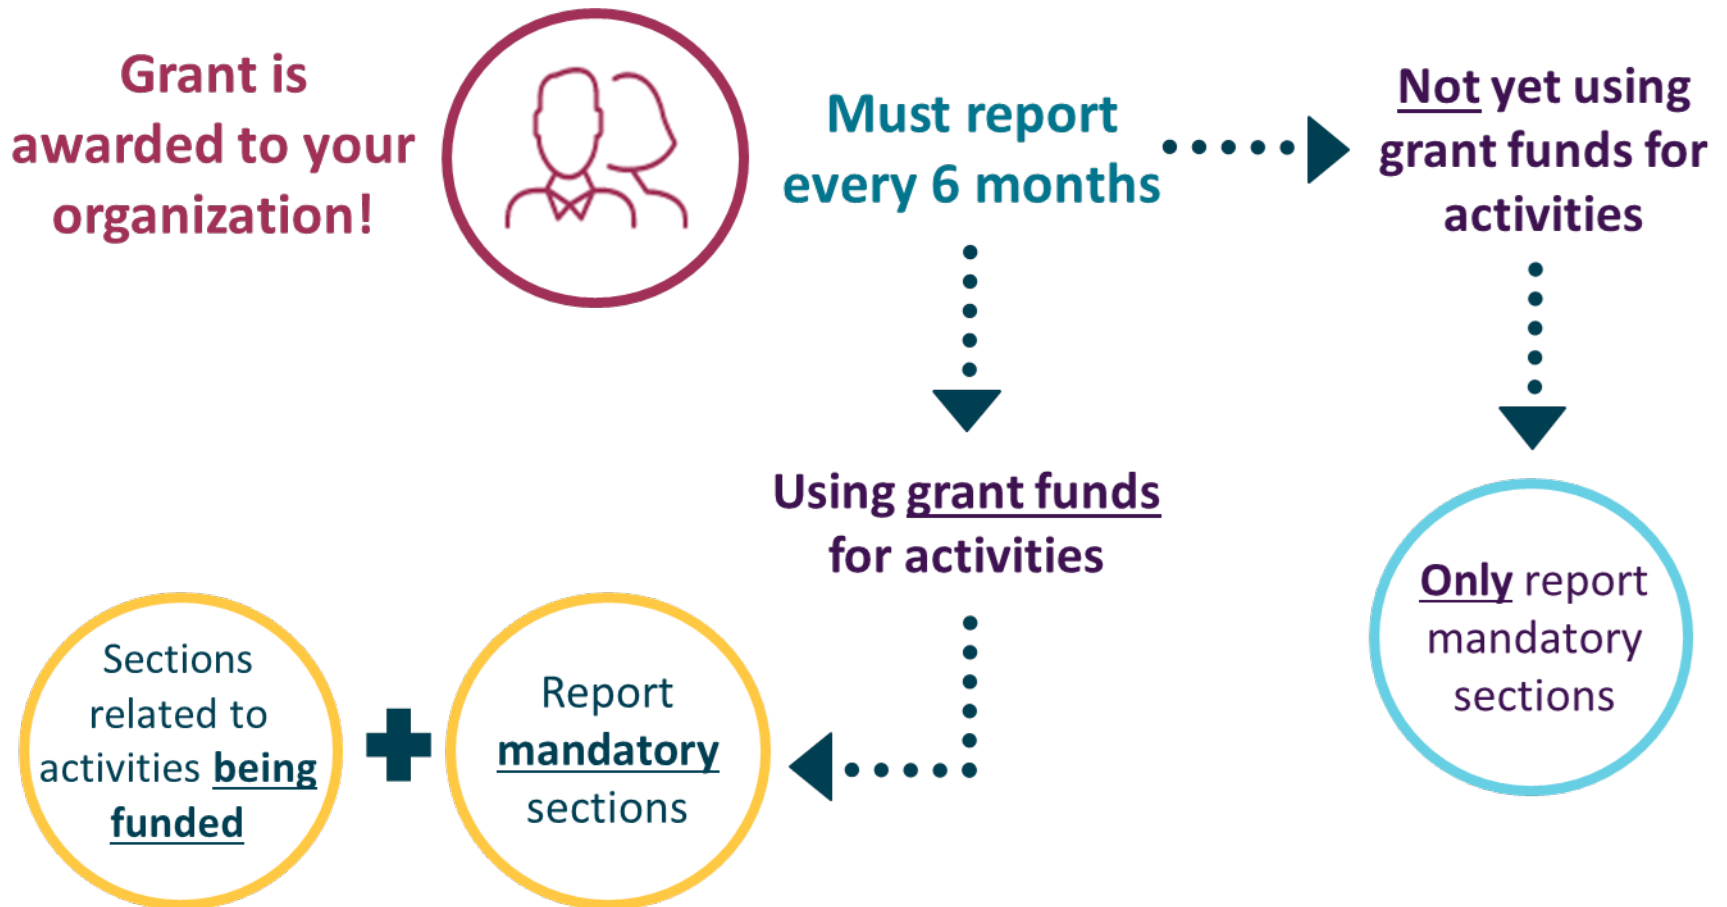 Grant is
awarded to your
organization!
Must report
every 6 months
Not yet using
grant funds for
activities
Using grant funds
for activities
Sections
related to
activities being
funded
Report
mandatory
sections
Only report
mandatory
sections